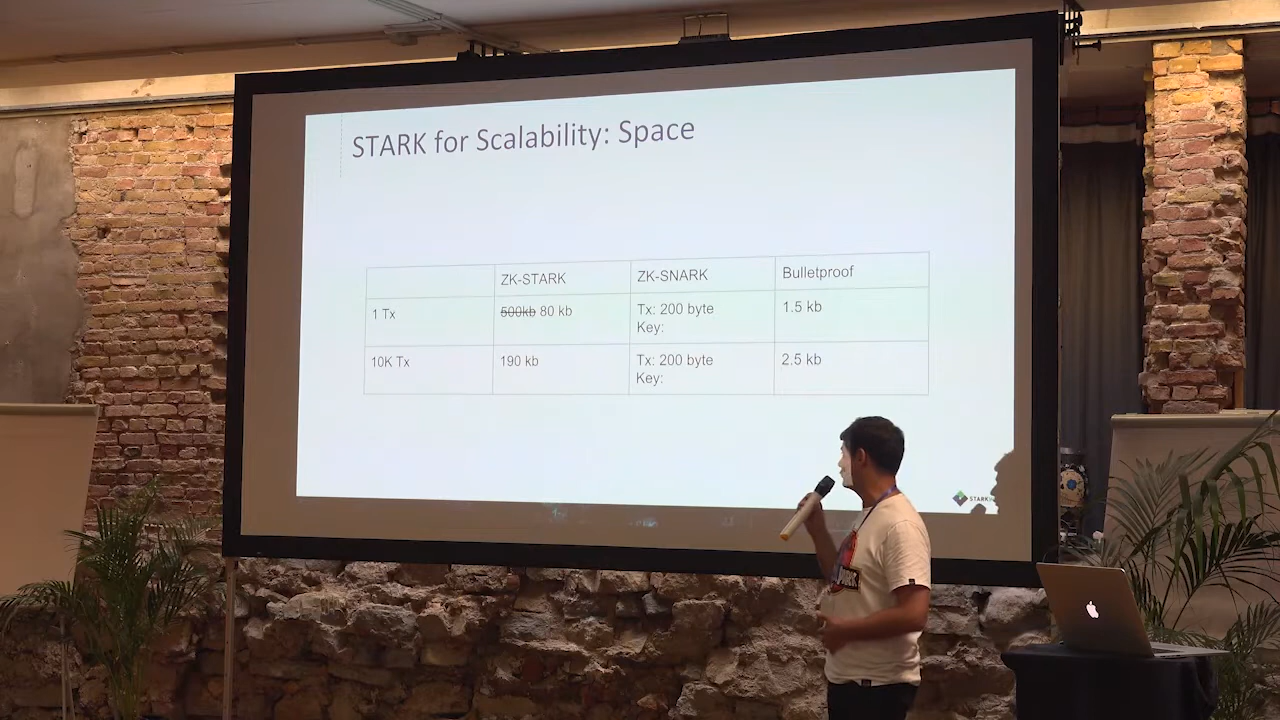 STARK for Scalability: Space
ZK-STARK ZK-SNARK Bulletproof
1 Tx 500kb 80 kb Tx: 200 byte 1.5 kb
Key:
10K Tx 190 kb Tx: 200 byte 2.5 kb
Key:
STARK